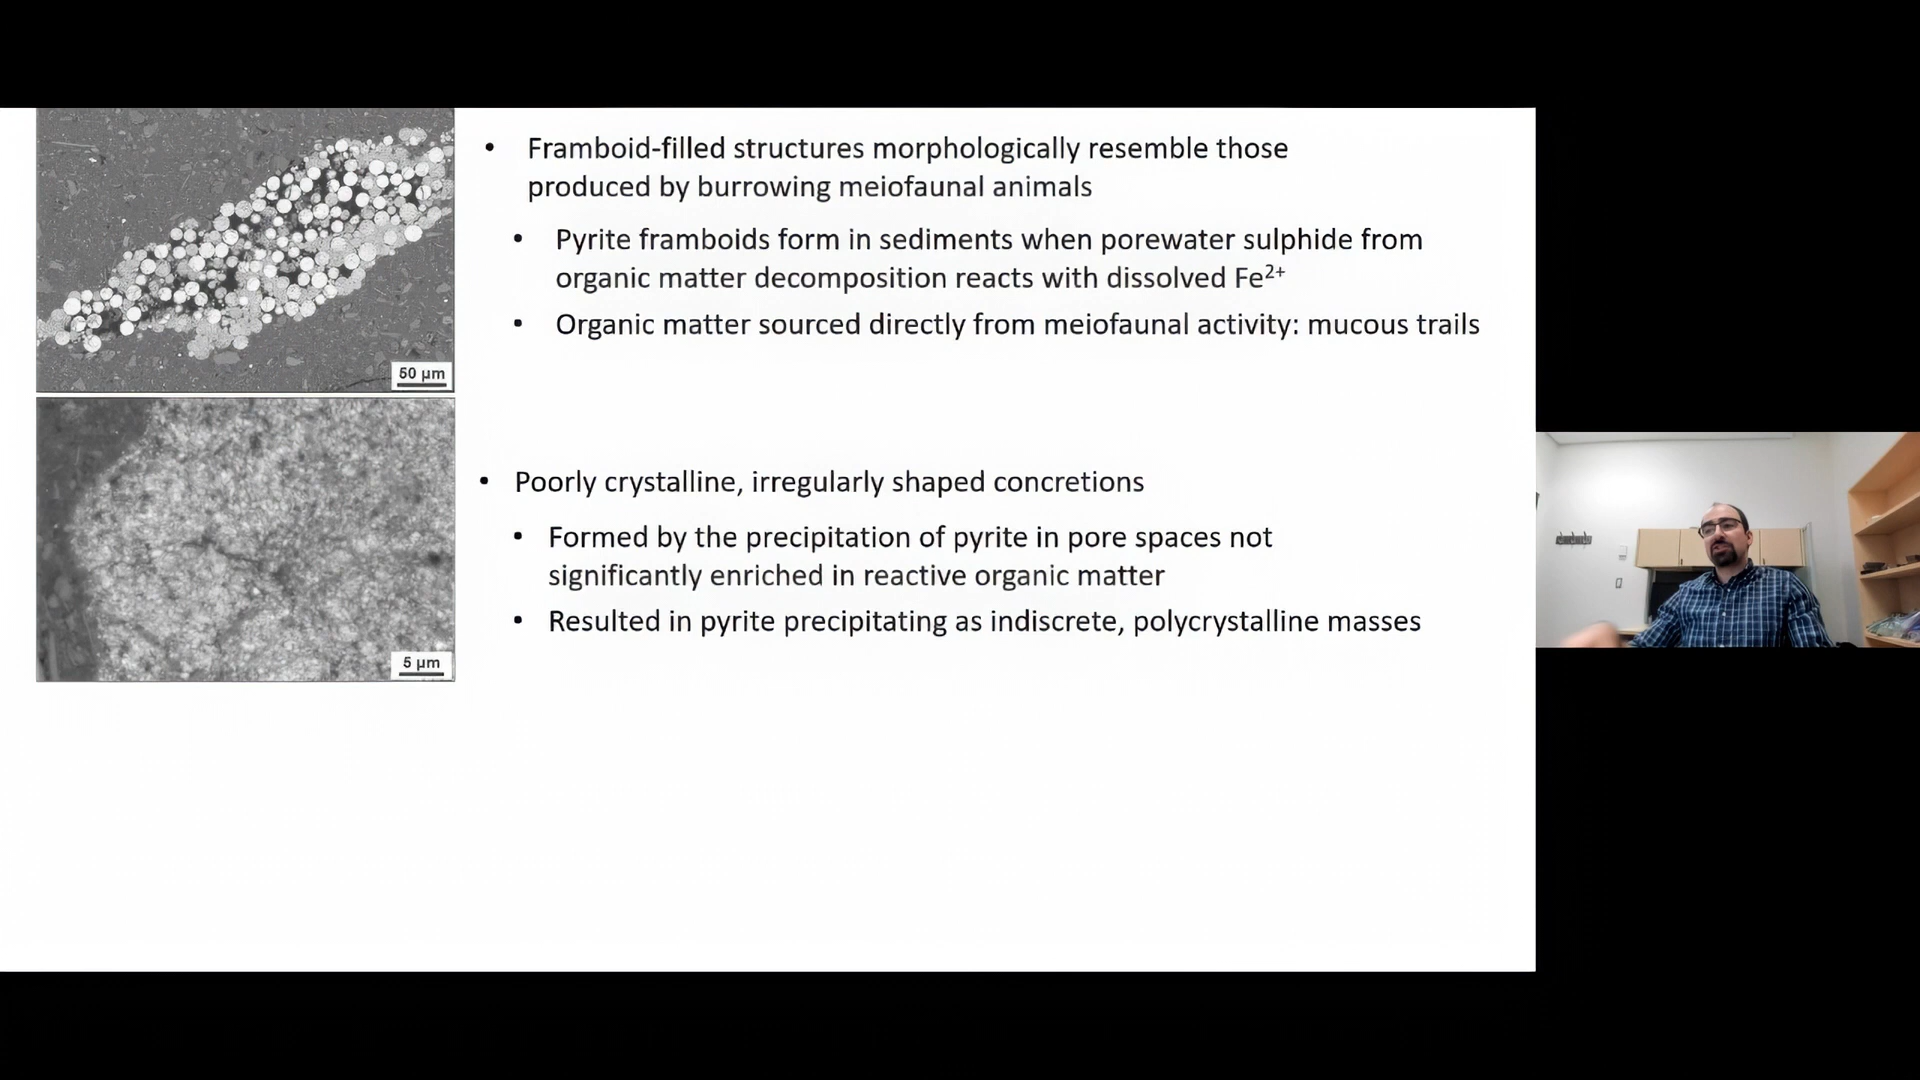 • Framboid-filled structures morphologically resemble those
produced by burrowing meiofaunal animals
• Pyrite framboids form in sediments when porewater sulphide from
organic matter decomposition reacts with dissolved Fe²⁺
• Organic matter sourced directly from meiofaunal activity: mucous trails
50 µm
• Poorly crystalline, irregularly shaped concretions
• Formed by the precipitation of pyrite in pore spaces not
significantly enriched in reactive organic matter
• Resulted in pyrite precipitating as indiscrete, polycrystalline masses
5 µm